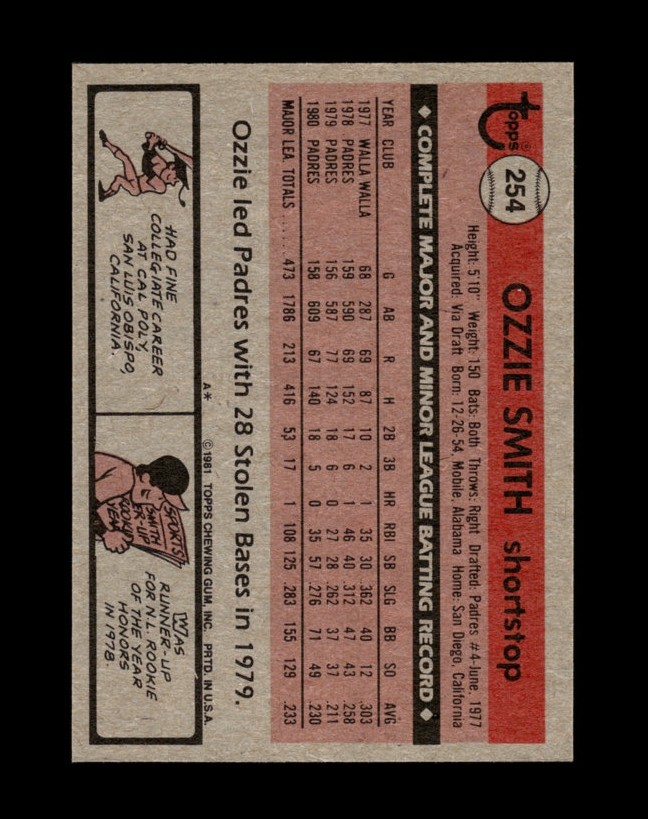 topps®
254
OZZIE SMITH shortstop
Height: 5'10" Weight: 150 Bats: Both Throws: Right Drafted: Padres #4-June, 1977
Acquired: Via Draft Born: 12-26-54, Mobile, Alabama Home: San Diego, California
◆ COMPLETE MAJOR AND MINOR LEAGUE BATTING RECORD ◆
YEAR CLUB G AB R H 2B 3B HR RBI SB SLG BB SO AVG
1977 WALLA WALLA 68 287 69 87 10 2 1 35 30 .362 40 12 .303
1978 PADRES 159 590 69 152 17 6 1 46 40 .312 47 43 .258
1979 PADRES 156 587 77 124 18 6 0 27 28 .262 37 37 .211
1980 PADRES 158 609 67 140 18 5 0 35 57 .276 71 49 .230
MAJOR LEA. TOTALS ..... 473 1786 213 416 53 17 1 108 125 .283 155 129 .233
Ozzie led Padres with 28 Stolen Bases in 1979.
A* ©1981 TOPPS CHEWING GUM, INC. PRTD. IN U.S.A.
HAD FINE
COLLEGIATE CAREER
AT CAL POLY,
SAN LUIS OBISPO,
CALIFORNIA.
SPORTS
SMITH
ER-UP
ROOKIE
YEAR
WAS
RUNNER-UP
FOR N.L. ROOKIE
OF THE YEAR
HONORS
IN 1978.